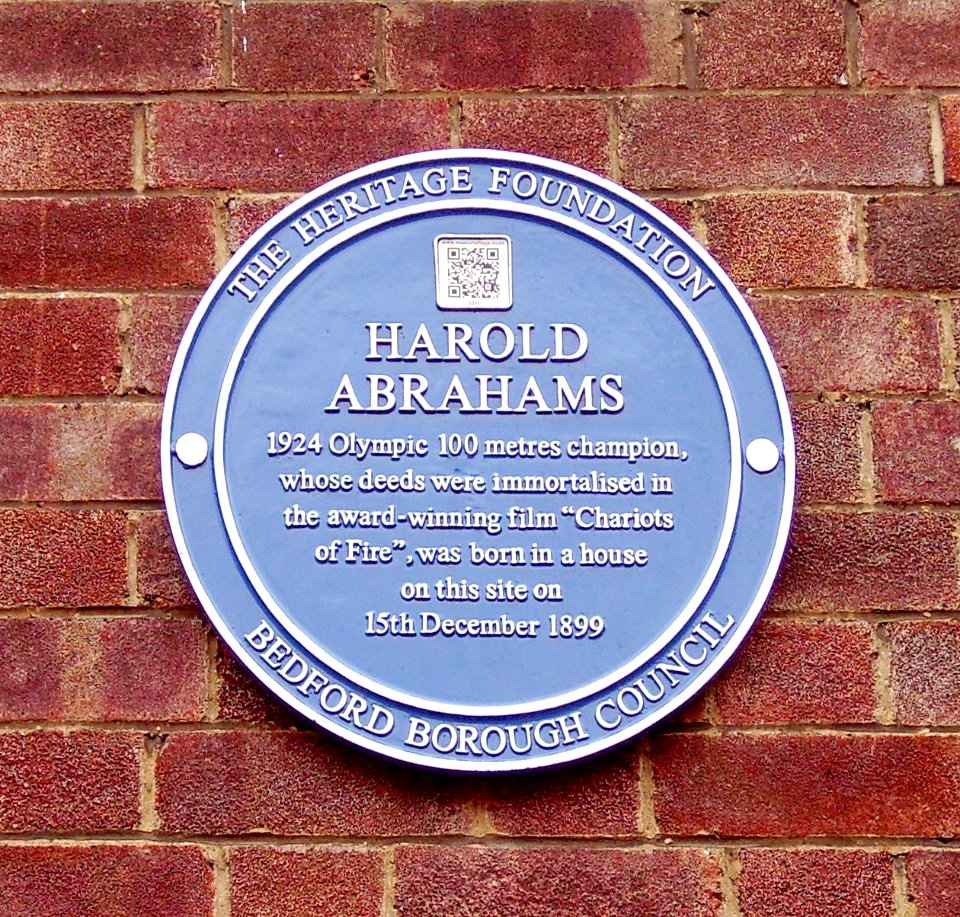 THE HERITAGE FOUNDATION
HAROLD
ABRAHAMS
1924 Olympic 100 metres champion,
whose deeds were immortalised in
the award-winning film “Chariots
of Fire”, was born in a house
on this site on
15th December 1899
BEDFORD BOROUGH COUNCIL